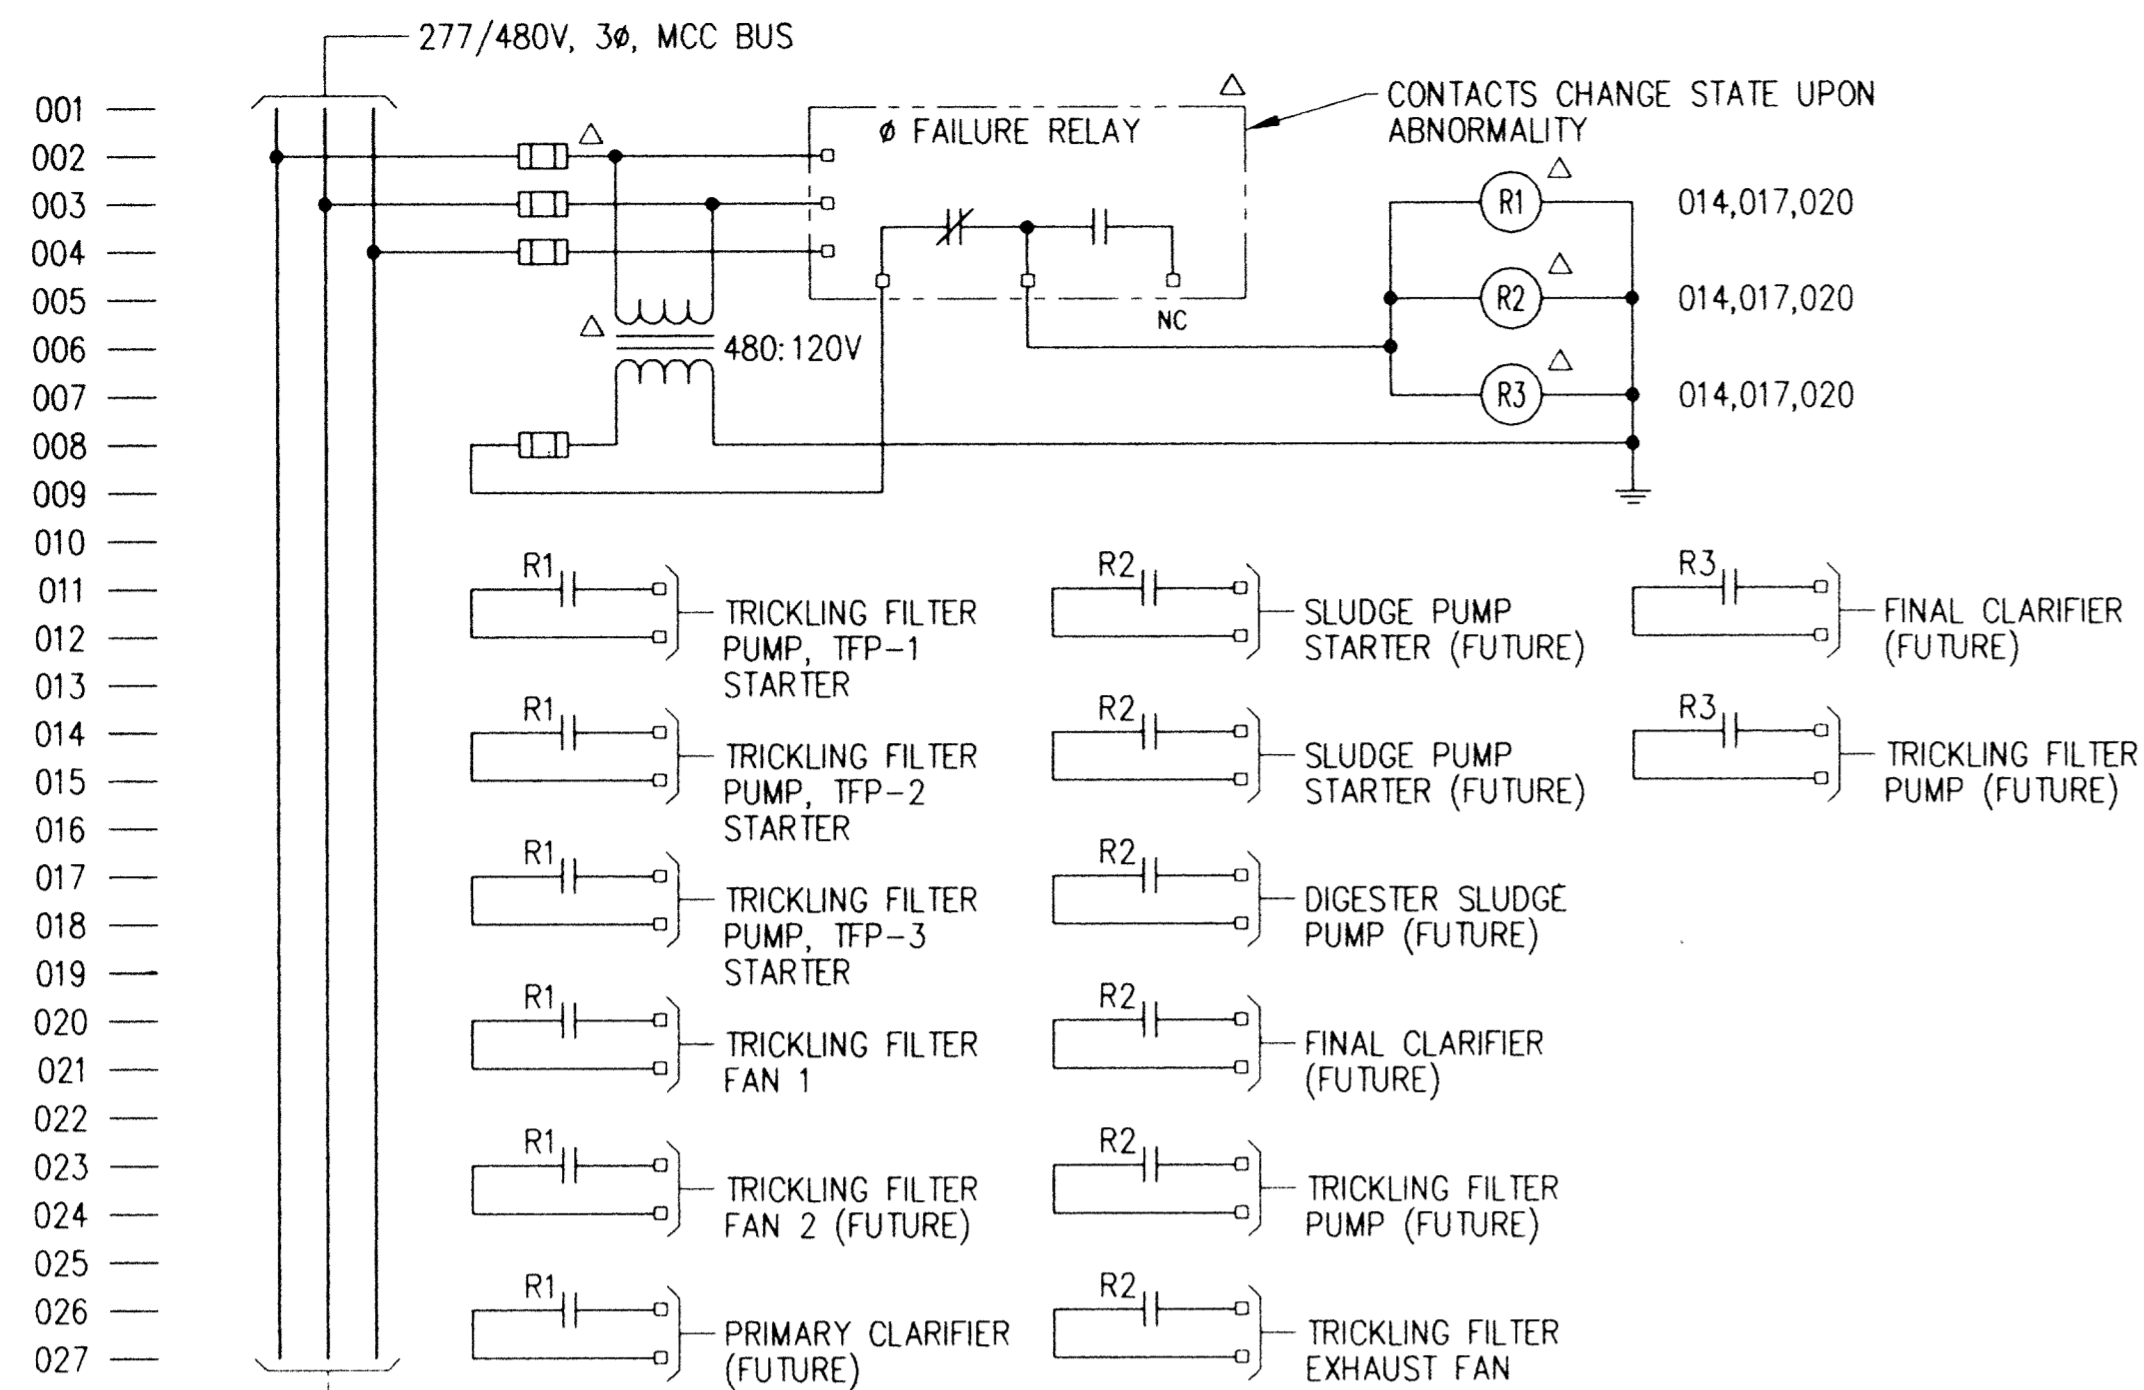 277/480V, 3ø, MCC BUS
CONTACTS CHANGE STATE UPON
ABNORMALITY
ø FAILURE RELAY
001
002
003
004
005
006
007
008
009
010
011
012
013
014
015
016
017
018
019
020
021
022
023
024
025
026
027
R1
014,017,020
R2
014,017,020
R3
014,017,020
NC
480:120V
R1
TRICKLING FILTER
PUMP, TFP-1
STARTER
R1
TRICKLING FILTER
PUMP, TFP-2
STARTER
R1
TRICKLING FILTER
PUMP, TFP-3
STARTER
R1
TRICKLING FILTER
FAN 1
R1
TRICKLING FILTER
FAN 2 (FUTURE)
R1
PRIMARY CLARIFIER
(FUTURE)
R2
SLUDGE PUMP
STARTER (FUTURE)
R2
SLUDGE PUMP
STARTER (FUTURE)
R2
DIGESTER SLUDGE
PUMP (FUTURE)
R2
FINAL CLARIFIER
(FUTURE)
R2
TRICKLING FILTER
PUMP (FUTURE)
R2
TRICKLING FILTER
EXHAUST FAN
R3
FINAL CLARIFIER
(FUTURE)
R3
TRICKLING FILTER
PUMP (FUTURE)